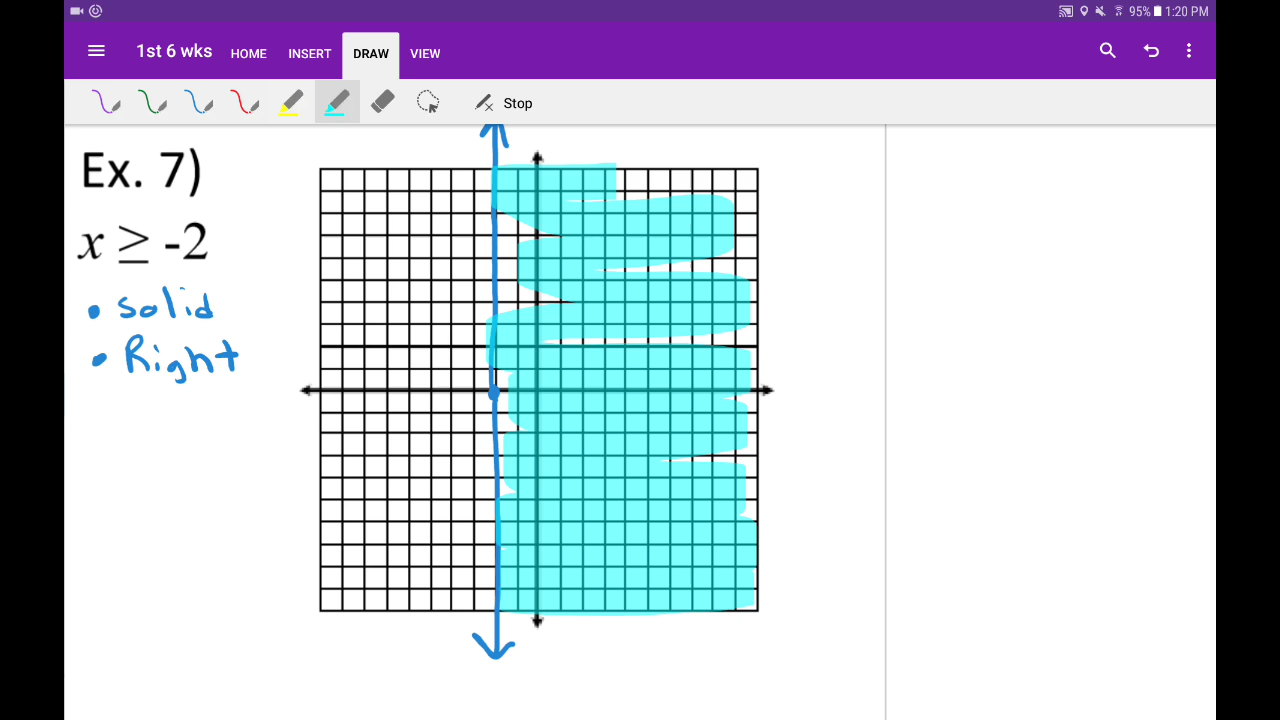 95% 1:20 PM
1st 6 wks HOME INSERT DRAW VIEW
Stop
Ex. 7)
x ≥ -2
• Solid
• Right